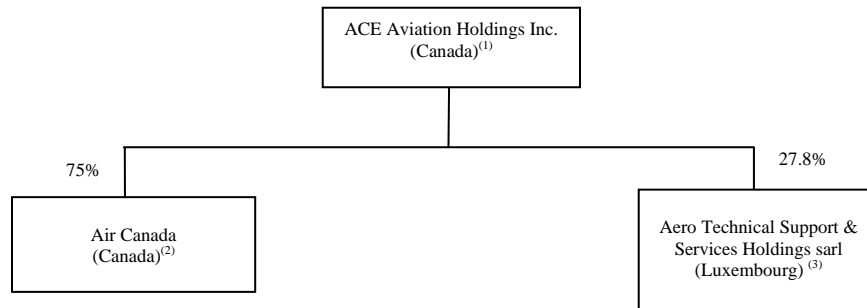 ACE Aviation Holdings Inc.
(Canada)(1)
75%
27.8%
Air Canada
(Canada)(2)
Aero Technical Support &
Services Holdings sarl
(Luxembourg) (3)